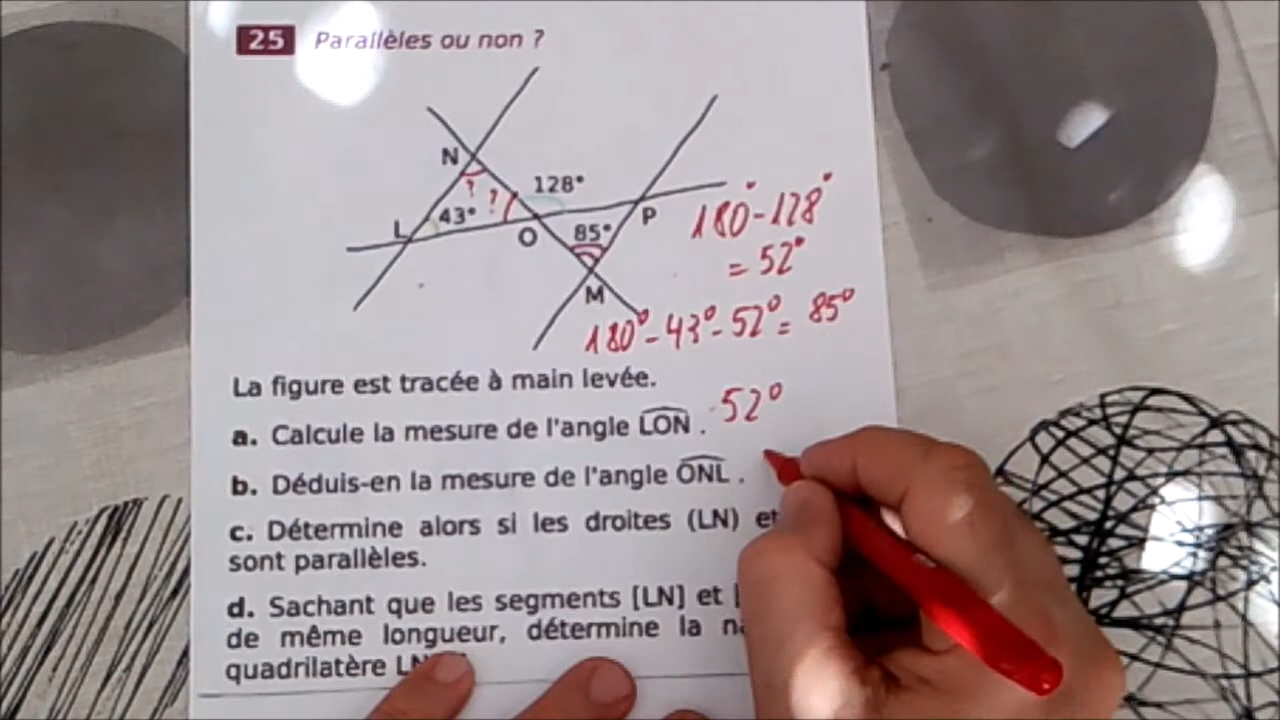 25 Parallèles ou non ?
N
128°
? ?
43°
L
O
85°
P
M
180° - 128°
= 52°
180° - 43° - 52° = 85°
La figure est tracée à main levée.
a. Calcule la mesure de l'angle LON . 52°
b. Déduis-en la mesure de l'angle ONL .
c. Détermine alors si les droites (LN) et
sont parallèles.
d. Sachant que les segments [LN] et
de même longueur, détermine la
quadrilatère